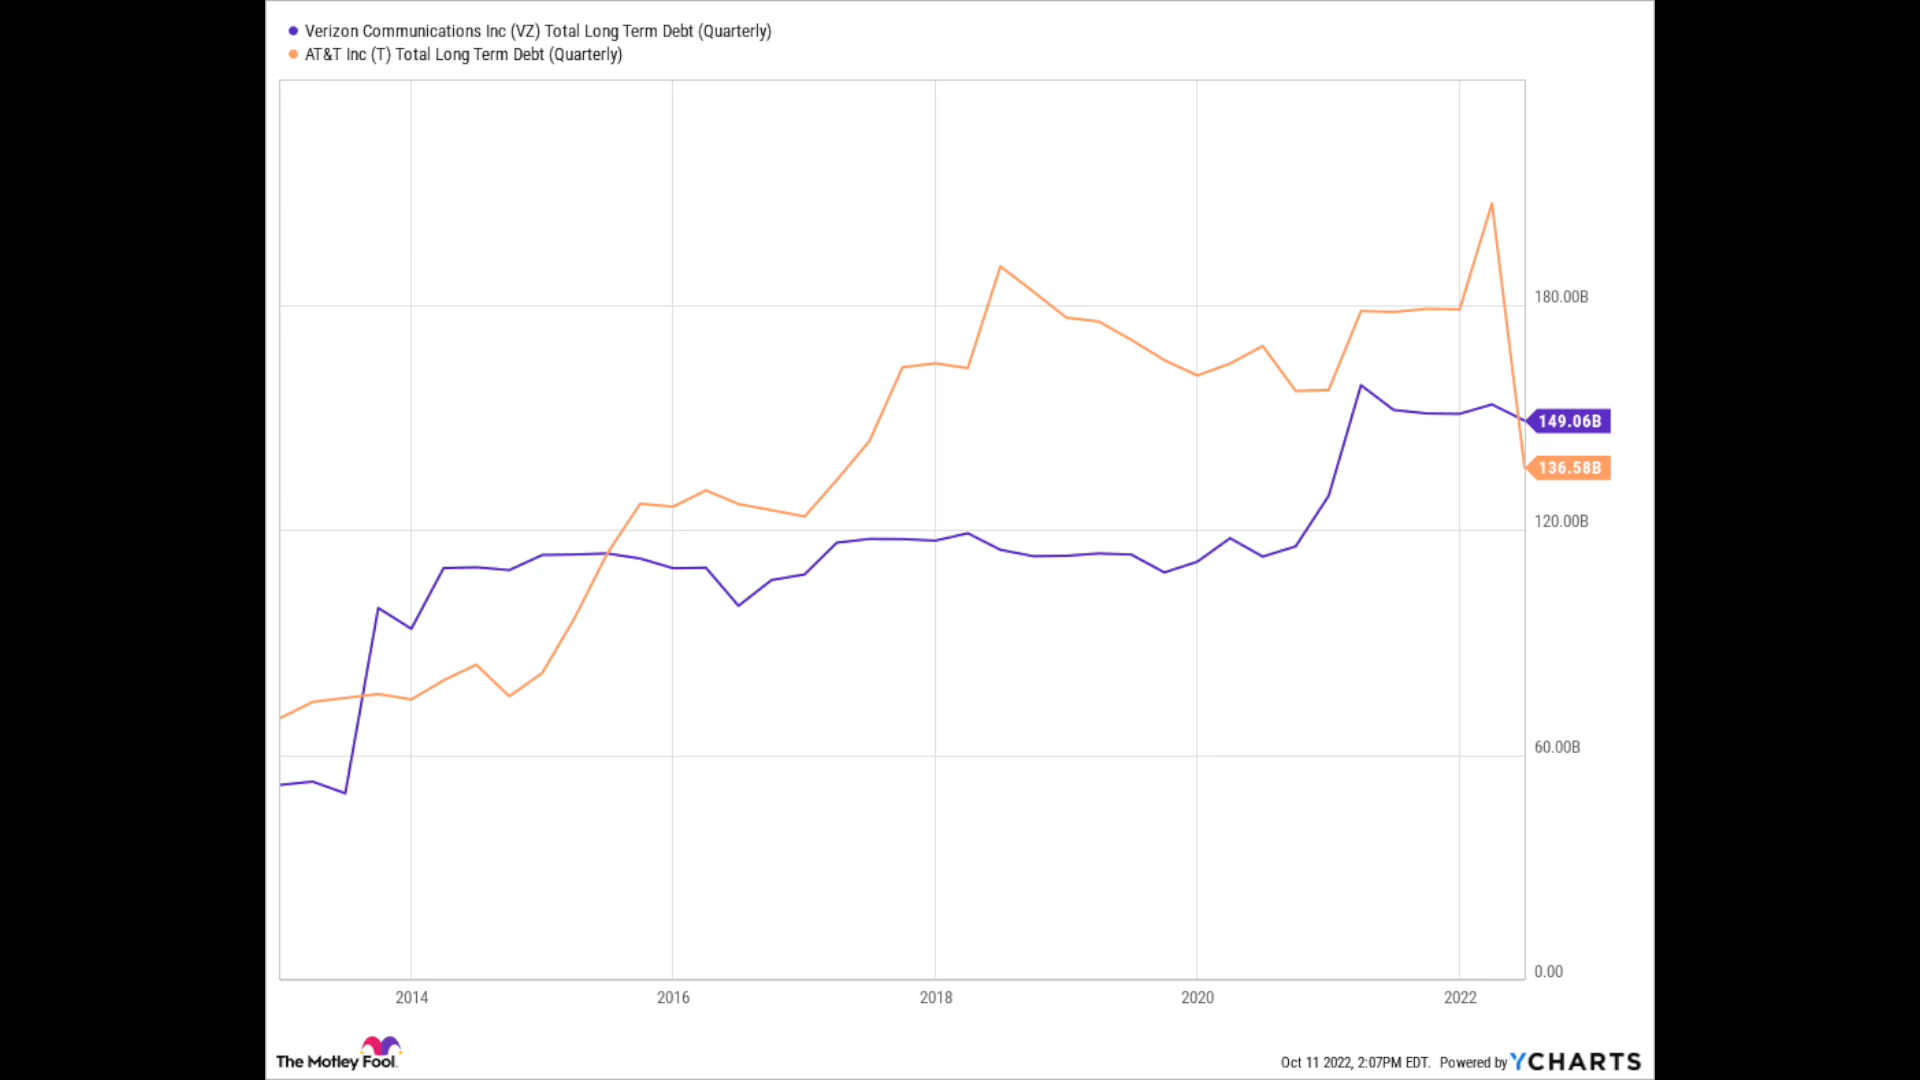 Verizon Communications Inc (VZ) Total Long Term Debt (Quarterly)
AT&T Inc (T) Total Long Term Debt (Quarterly)
180.00B
149.06B
136.58B
120.00B
60.00B
0.00
2014 2016 2018 2020 2022
The Motley Fool.
Oct 11 2022, 2:07PM EDT. Powered by YCHARTS